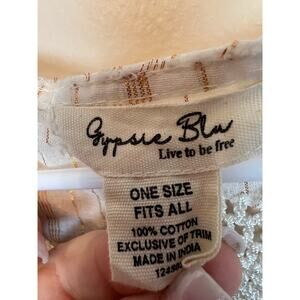 Gypsie Blu
Live to be free
ONE SIZE
FITS ALL
100% COTTON
EXCLUSIVE OF TRIM
MADE IN INDIA